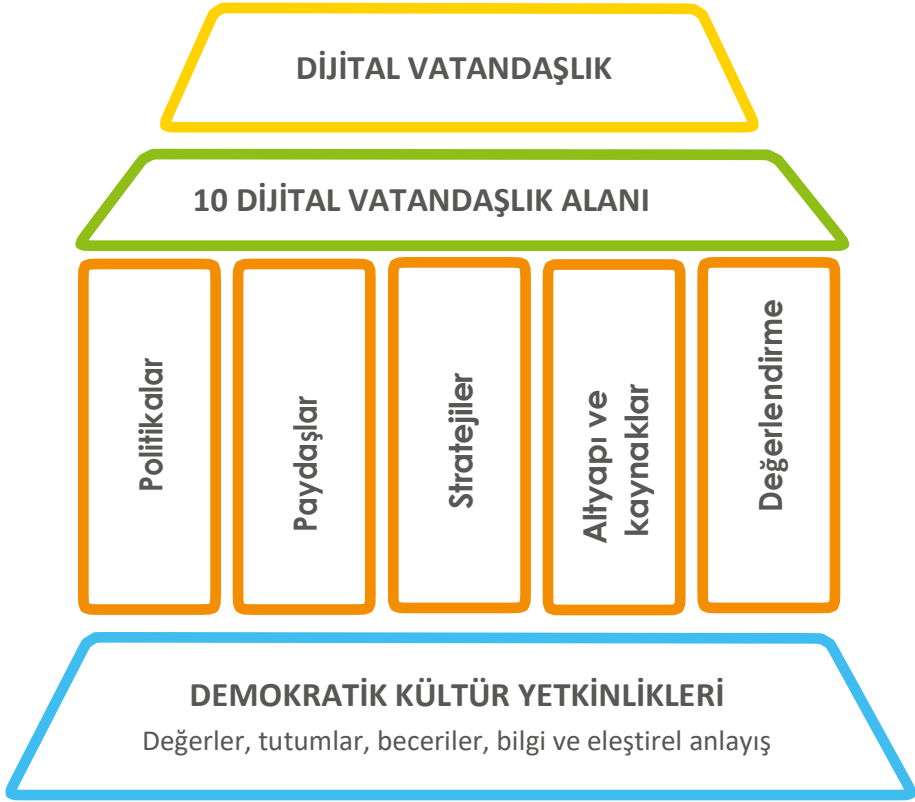 DİJİTAL VATANDAŞLIK
10 DİJİTAL VATANDAŞLIK ALANI
Politikalar
Paydaşlar
Stratejiler
Altyapı ve
kaynaklar
Değerlendirme
DEMOKRATİK KÜLTÜR YETKİNLİKLERİ
Değerler, tutumlar, beceriler, bilgi ve eleştirel anlayış